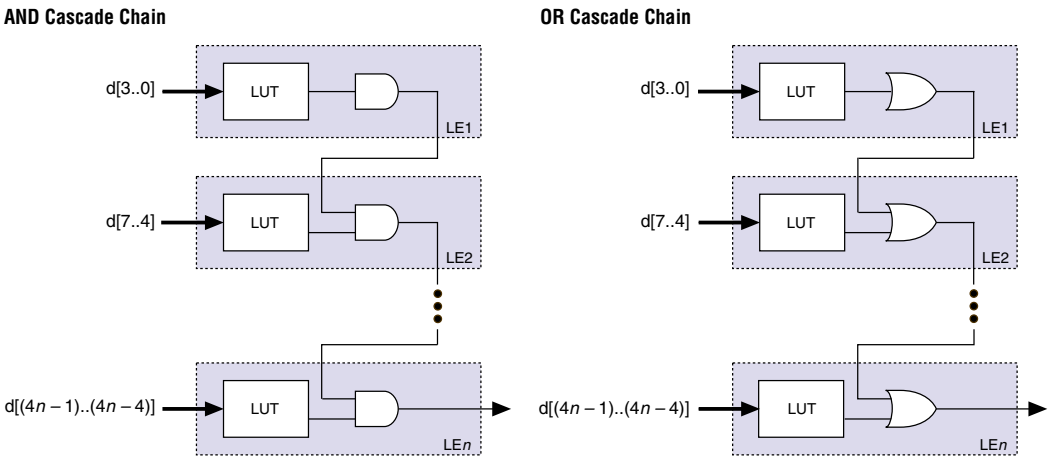 AND Cascade Chain
d[3..0]
LUT
LE1
d[7..4]
LUT
LE2
d[(4n – 1)..(4n – 4)]
LUT
LEn
OR Cascade Chain
d[3..0]
LUT
LE1
d[7..4]
LUT
LE2
d[(4n – 1)..(4n – 4)]
LUT
LEn